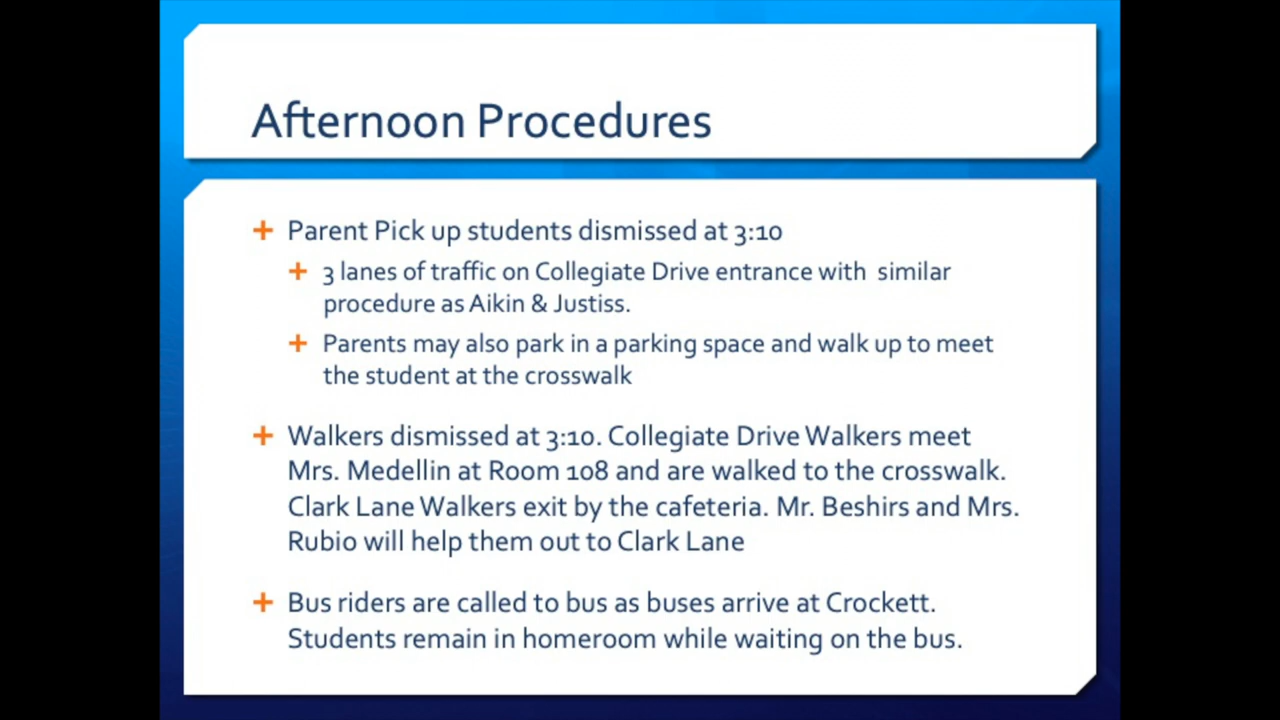 Afternoon Procedures
+ Parent Pick up students dismissed at 3:10
+ 3 lanes of traffic on Collegiate Drive entrance with  similar
procedure as Aikin & Justiss.
+ Parents may also park in a parking space and walk up to meet
the student at the crosswalk
+ Walkers dismissed at 3:10. Collegiate Drive Walkers meet
Mrs. Medellin at Room 108 and are walked to the crosswalk.
Clark Lane Walkers exit by the cafeteria. Mr. Beshirs and Mrs.
Rubio will help them out to Clark Lane
+ Bus riders are called to bus as buses arrive at Crockett.
Students remain in homeroom while waiting on the bus.